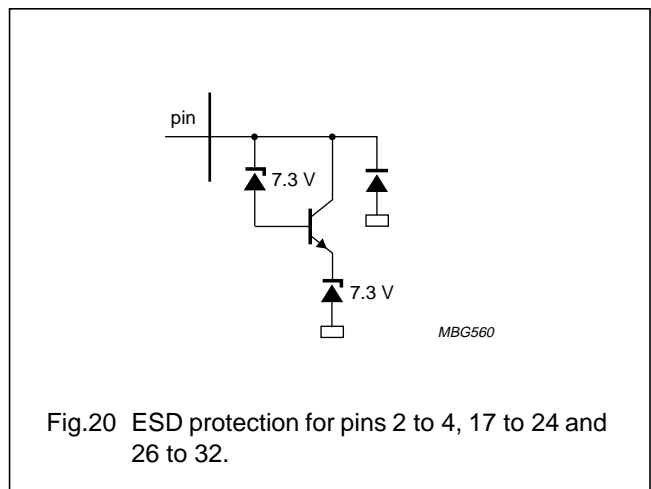 pin
7.3 V
7.3 V
MBG560
Fig.20 ESD protection for pins 2 to 4, 17 to 24 and
26 to 32.